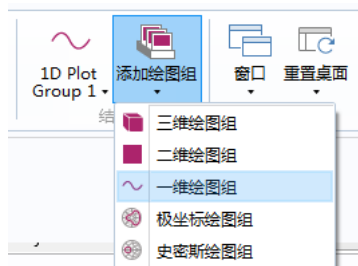 1D Plot
Group 1
添加绘图组
窗口
重置桌面
结
三维绘图组
二维绘图组
一维绘图组
极坐标绘图组
史密斯绘图组